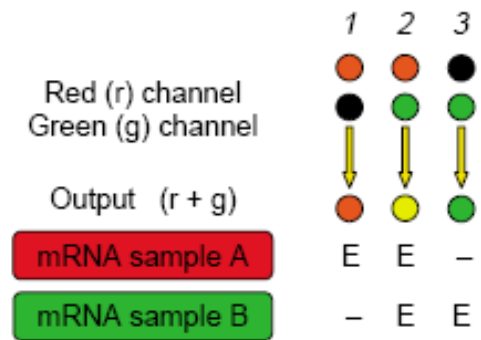 1 2 3
Red (r) channel
Green (g) channel
Output (r + g)
mRNA sample A E E –
mRNA sample B – E E